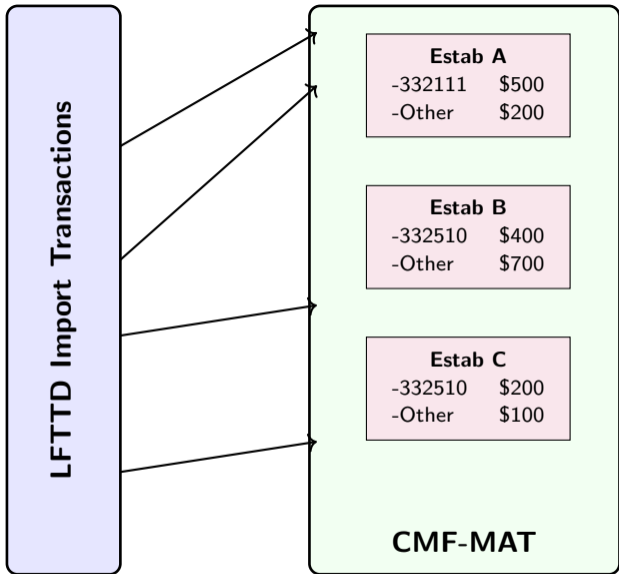 LFTTD Import Transactions
Estab A
-332111 $500
-Other $200
Estab B
-332510 $400
-Other $700
Estab C
-332510 $200
-Other $100
CMF-MAT